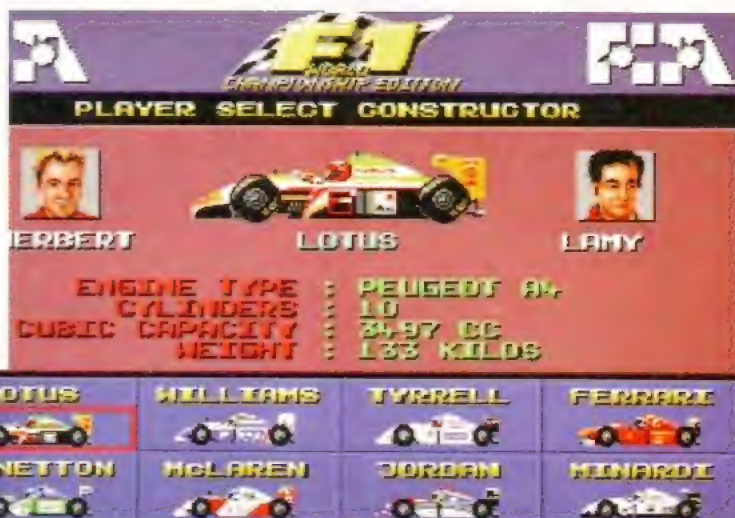 A F1 FIA
WORLD
CHAMPIONSHIP EDITION
PLAYER SELECT CONSTRUCTOR
ERBERT LOTUS LAMY
ENGINE TYPE : PEUGEOT A4
CYLINDERS : 10
CUBIC CAPACITY : 3497 CC
WEIGHT : 133 KILOS
OTUS WILLIAMS TYRRELL FERRARI
NETTON McLAREN JORDAN MINARDI